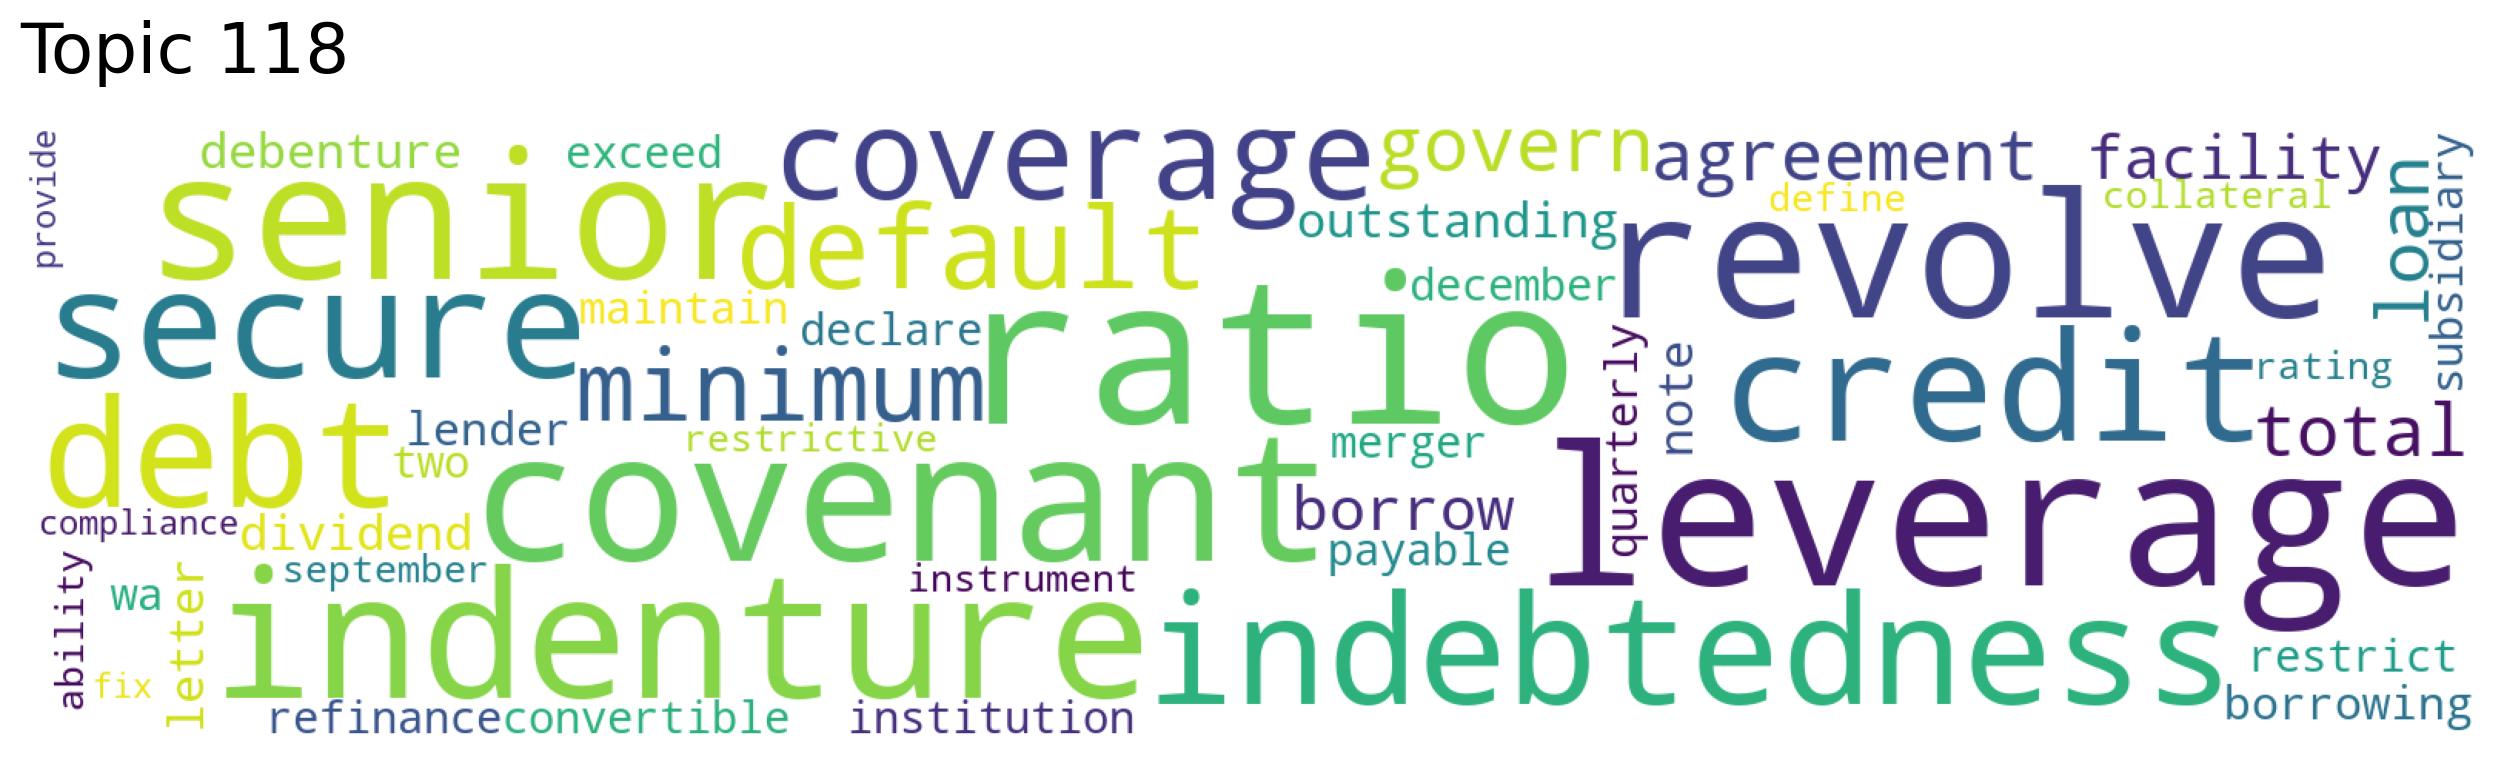 Topic 118
provide
debenture
exceed
coverage
govern
agreement
facility
senior
default
outstanding
define
collateral
loan
subsidiary
revolve
december
secure
maintain
declare
minimum
ratio
quarterly
note
credit
rating
debt
lender
two
restrictive
merger
total
covenant
borrow
leverage
compliance
dividend
payable
ability
wa
letter
september
instrument
indenture
indebtedness
fix
restrict
refinance
convertible
institution
borrowing